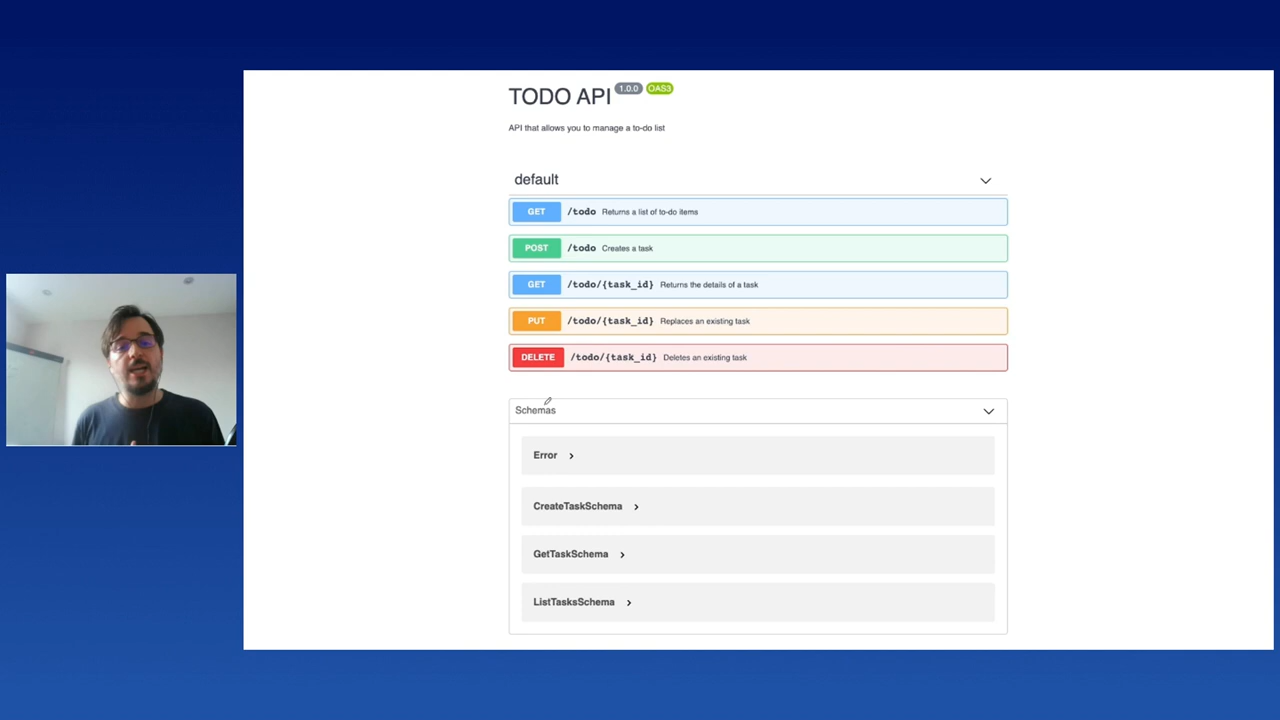 TODO API 1.0.0 OAS3
API that allows you to manage a to-do list
default
GET /todo Returns a list of to-do items
POST /todo Creates a task
GET /todo/{task_id} Returns the details of a task
PUT /todo/{task_id} Replaces an existing task
DELETE /todo/{task_id} Deletes an existing task
Schemas
Error
CreateTaskSchema
GetTaskSchema
ListTasksSchema